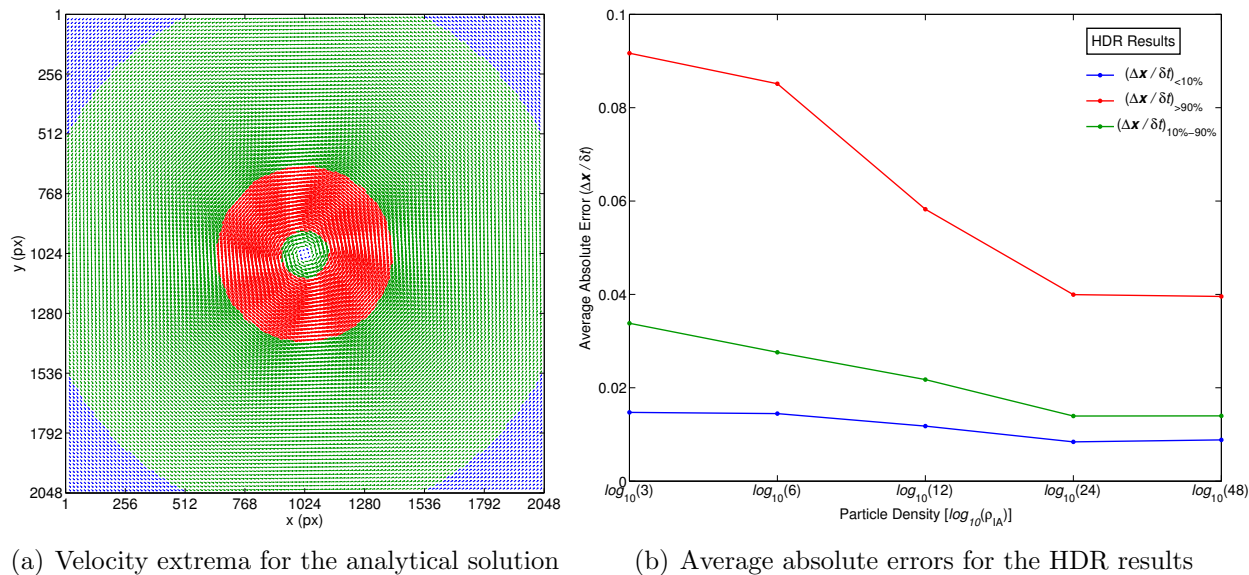 1
256
512
768
1024
1280
1536
1792
2048
y (px)
1 256 512 768 1024 1280 1536 1792 2048
x (px)
(a) Velocity extrema for the analytical solution
0.1
0.08
0.06
0.04
0.02
0
Average Absolute Error (Δx / δt)
HDR Results
(Δx / δt)<10%
(Δx / δt)>90%
(Δx / δt)10%−90%
log10(3) log10(6) log10(12) log10(24) log10(48)
Particle Density [log10(ρIA)]
(b) Average absolute errors for the HDR results